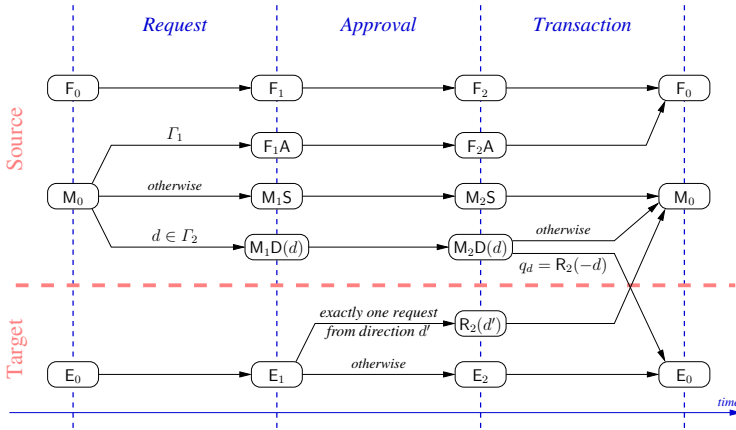 Request Approval Transaction
Source
F₀ F₁ F₂ F₀
Γ₁
F₁A F₂A
M₀ otherwise M₁S M₂S M₀
otherwise
d ∈ Γ₂
M₁D(d) M₂D(d)
q_d = R₂(−d)
Target
exactly one request
from direction d′
R₂(d′)
E₀ E₁ otherwise E₂ E₀
time